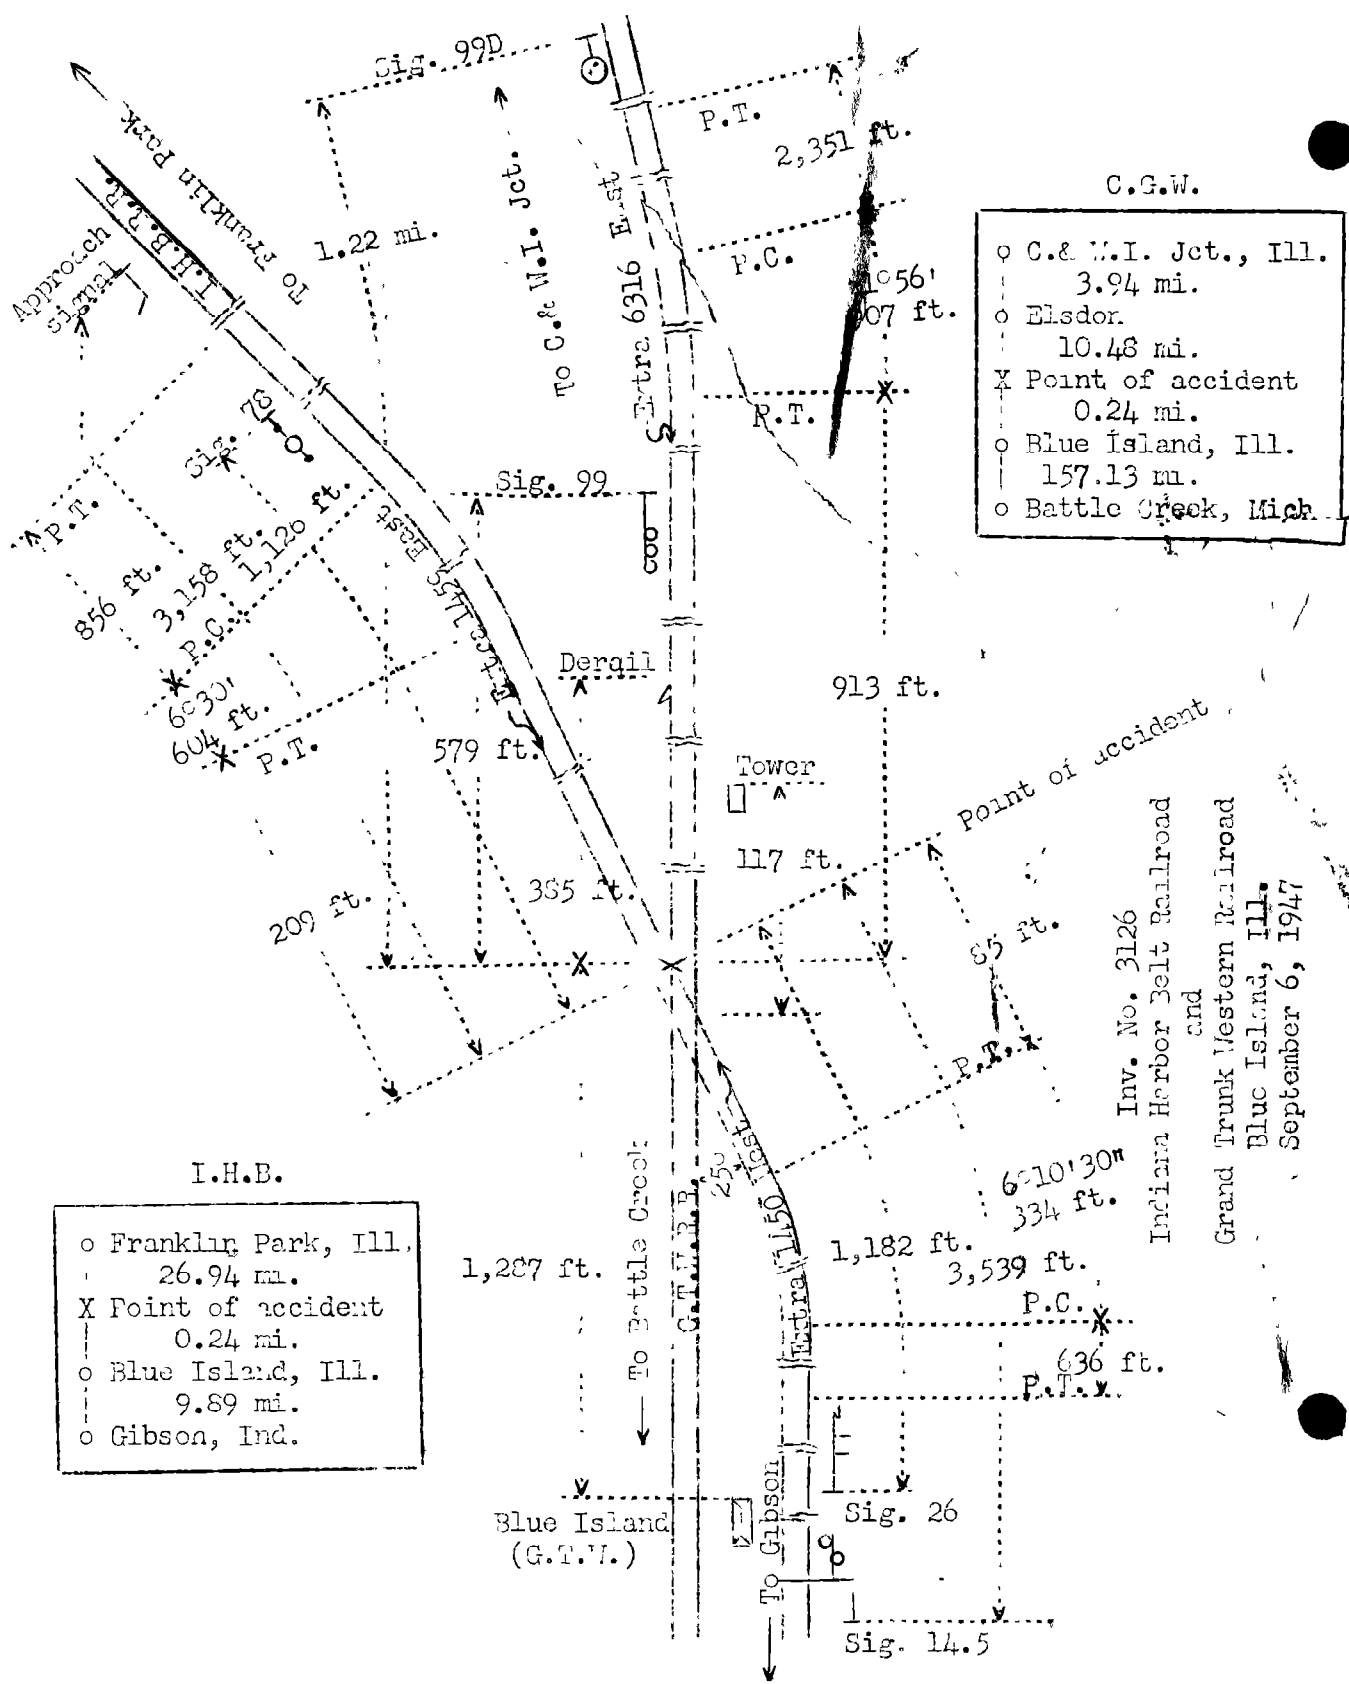 Sig. 99D
P.T.
2,351 ft.
To Franklin Park
I.H.B.R.R.
Approach
signal
1.22 mi.
To C.& W.I. Jct.
Extra 6316 East
P.C.
1°56'
07 ft.
P.T.
C.G.W.
C.& W.I. Jct., Ill.
3.94 mi.
Elsdon
10.48 mi.
X Point of accident
0.24 mi.
Blue Island, Ill.
157.13 mi.
Battle Creek, Mich
Sig. 78
Sig. 99
P.T.
1,126 ft.
3,158 ft.
856 ft.
P.C.
6°30'
604 ft.
P.T.
East
Extra 1459
Derail
579 ft.
913 ft.
Tower
117 ft.
Point of accident
385 ft.
209 ft.
85 ft.
P.T.
Inv. No. 3126
Indiana Harbor Belt Railroad
and
Grand Trunk Western Railroad
Blue Island, Ill.
September 6, 1947
6°10'30"
334 ft.
25°
Extra 1450 West
To Battle Creek
G.T.W.R.R.
1,287 ft.
1,182 ft.
3,539 ft.
P.C.
636 ft.
P.T.
I.H.B.
Franklin Park, Ill.
26.94 mi.
X Point of accident
0.24 mi.
Blue Island, Ill.
9.89 mi.
Gibson, Ind.
Blue Island
(G.T.W.)
To Gibson
Sig. 26
Sig. 14.5